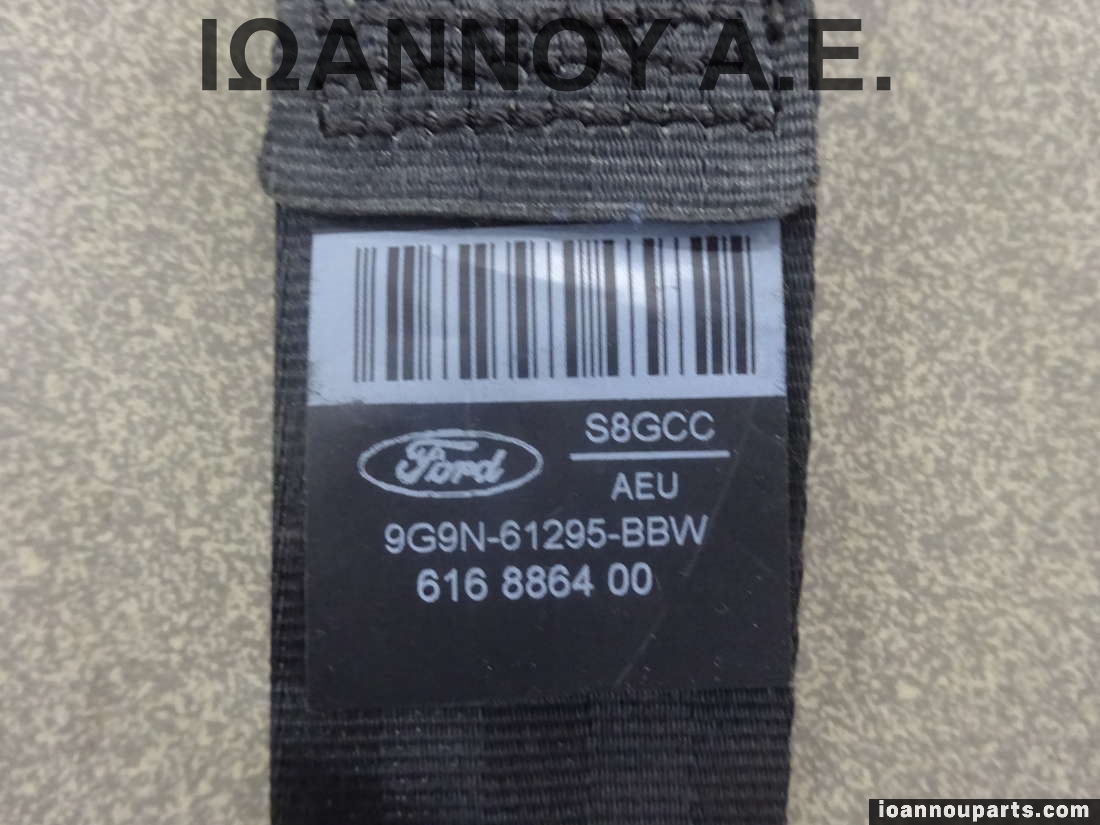 ΙΩΑΝΝΟΥ Α.Ε.
S8GCC
Ford
AEU
9G9N-61295-BBW
616 8864 00
ioannouparts.com